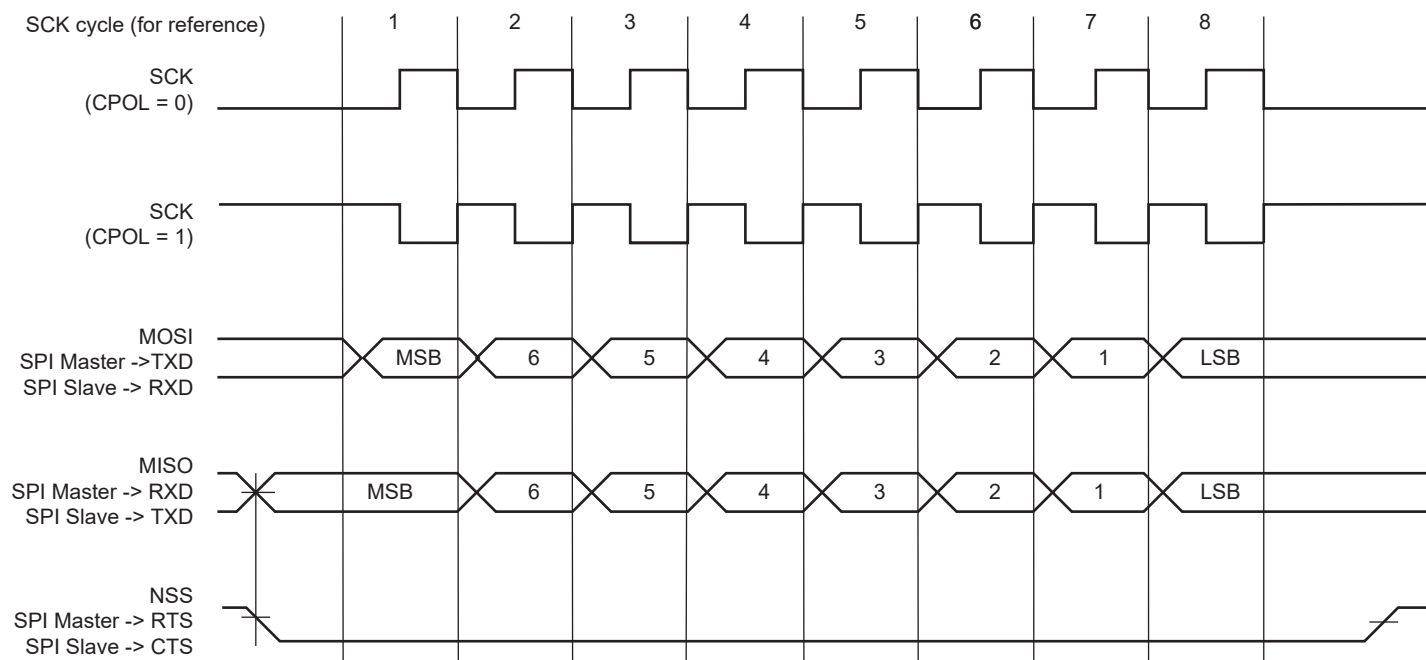 SCK cycle (for reference) 1 2 3 4 5 6 7 8
SCK
(CPOL = 0)
SCK
(CPOL = 1)
MOSI
SPI Master ->TXD
SPI Slave -> RXD
MSB 6 5 4 3 2 1 LSB
MISO
SPI Master -> RXD
SPI Slave -> TXD
MSB 6 5 4 3 2 1 LSB
NSS
SPI Master -> RTS
SPI Slave -> CTS